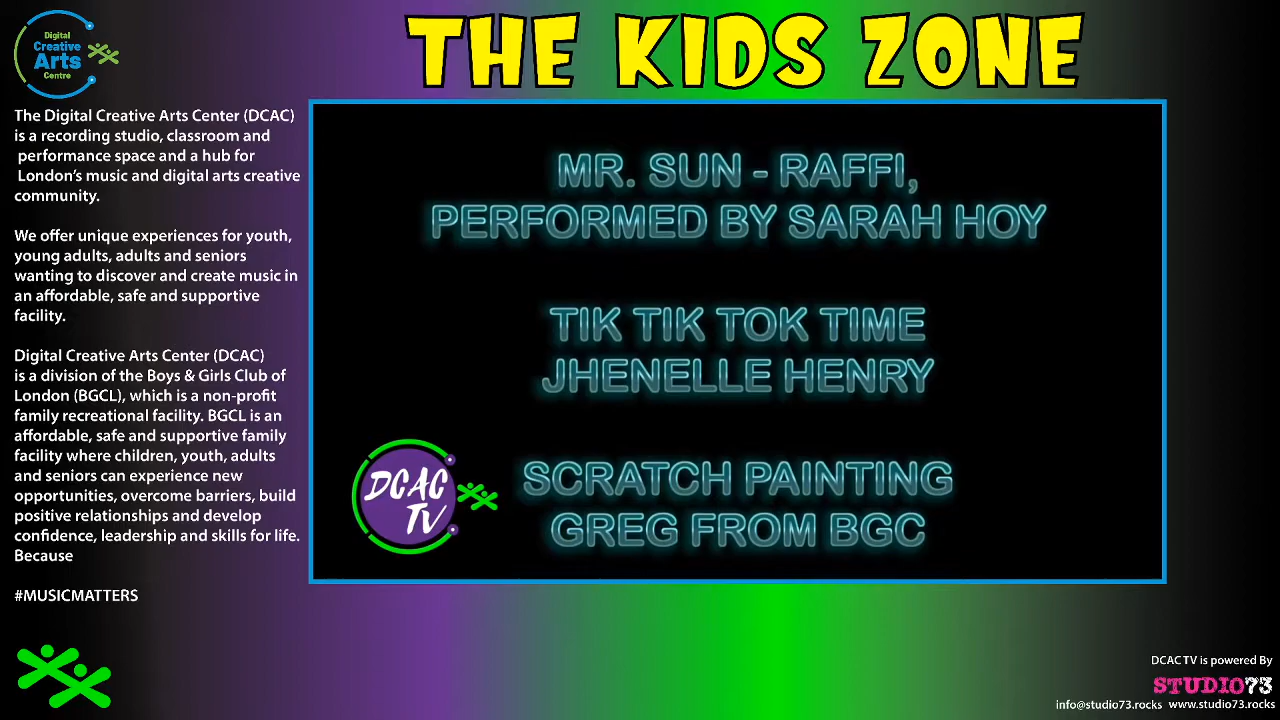 Digital
Creative
Arts
Centre
THE KIDS ZONE
The Digital Creative Arts Center (DCAC)
is a recording studio, classroom and
performance space and a hub for
London's music and digital arts creative
community.
We offer unique experiences for youth,
young adults, adults and seniors
wanting to discover and create music in
an affordable, safe and supportive
facility.
Digital Creative Arts Center (DCAC)
is a division of the Boys & Girls Club of
London (BGCL), which is a non-profit
family recreational facility. BGCL is an
affordable, safe and supportive family
facility where children, youth, adults
and seniors can experience new
opportunities, overcome barriers, build
positive relationships and develop
confidence, leadership and skills for life.
Because
#MUSICMATTERS
MR. SUN - RAFFI,
PERFORMED BY SARAH HOY
TIK TIK TOK TIME
JHENELLE HENRY
SCRATCH PAINTING
GREG FROM BGC
DCAC
TV
DCAC TV is powered By
STUDIO73
info@studio73.rocks www.studio73.rocks